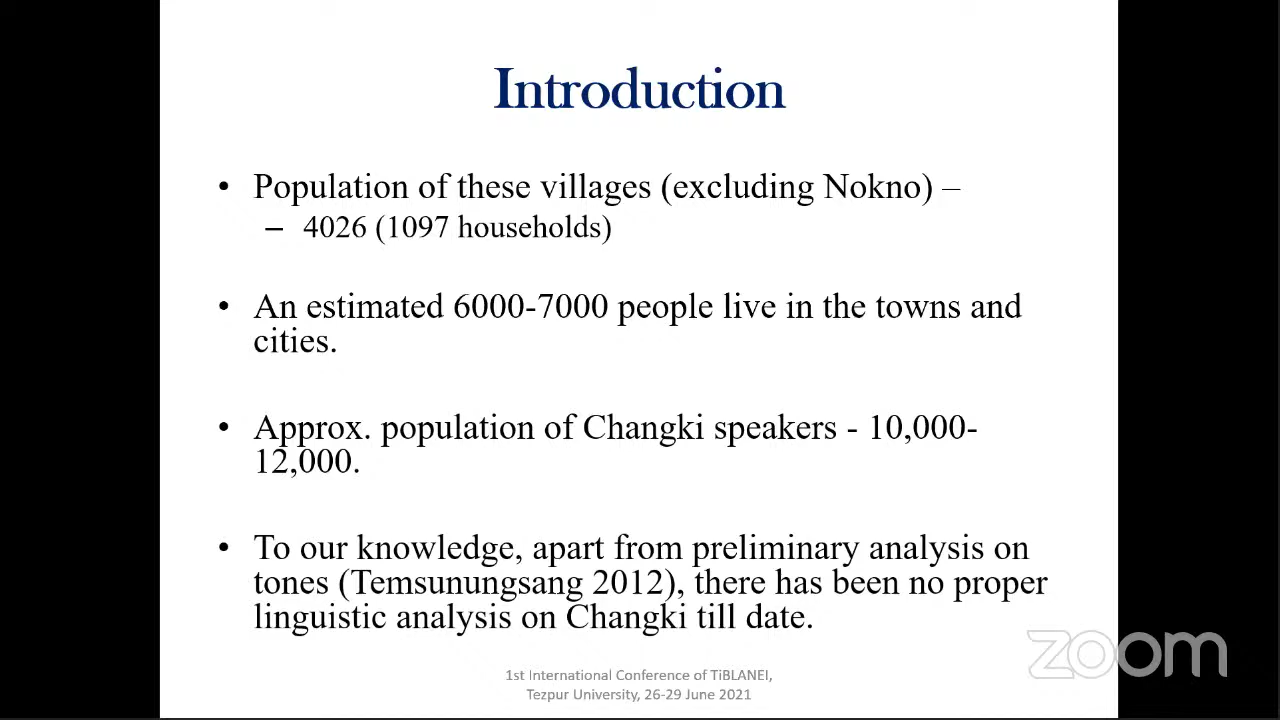 Introduction
• Population of these villages (excluding Nokno) –
– 4026 (1097 households)
• An estimated 6000-7000 people live in the towns and
cities.
• Approx. population of Changki speakers - 10,000-
12,000.
• To our knowledge, apart from preliminary analysis on
tones (Temsunungsang 2012), there has been no proper
linguistic analysis on Changki till date.
zoom
1st International Conference of TiBLANEI,
Tezpur University, 26-29 June 2021